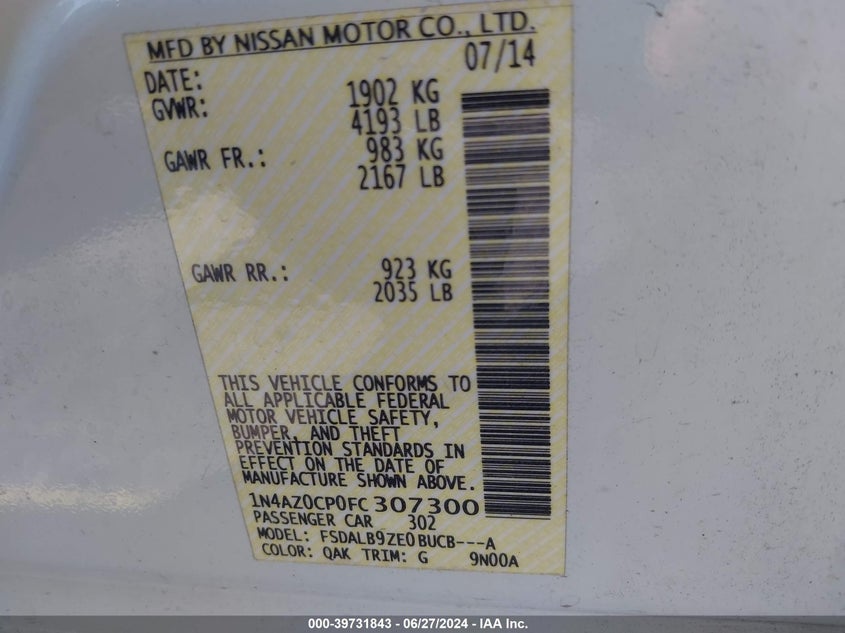 MFD BY NISSAN MOTOR CO., LTD.
DATE: 07/14
GVWR: 1902 KG
4193 LB
GAWR FR.: 983 KG
2167 LB
GAWR RR.: 923 KG
2035 LB
THIS VEHICLE CONFORMS TO
ALL APPLICABLE FEDERAL
MOTOR VEHICLE SAFETY,
BUMPER, AND THEFT
PREVENTION STANDARDS IN
EFFECT ON THE DATE OF
MANUFACTURE SHOWN ABOVE.
1N4AZ0CP0FC307300
PASSENGER CAR 302
MODEL: FSDALB9ZE0BUCB---A
COLOR: QAK TRIM: G 9N00A
000-39731843 - 06/27/2024 - IAA Inc.